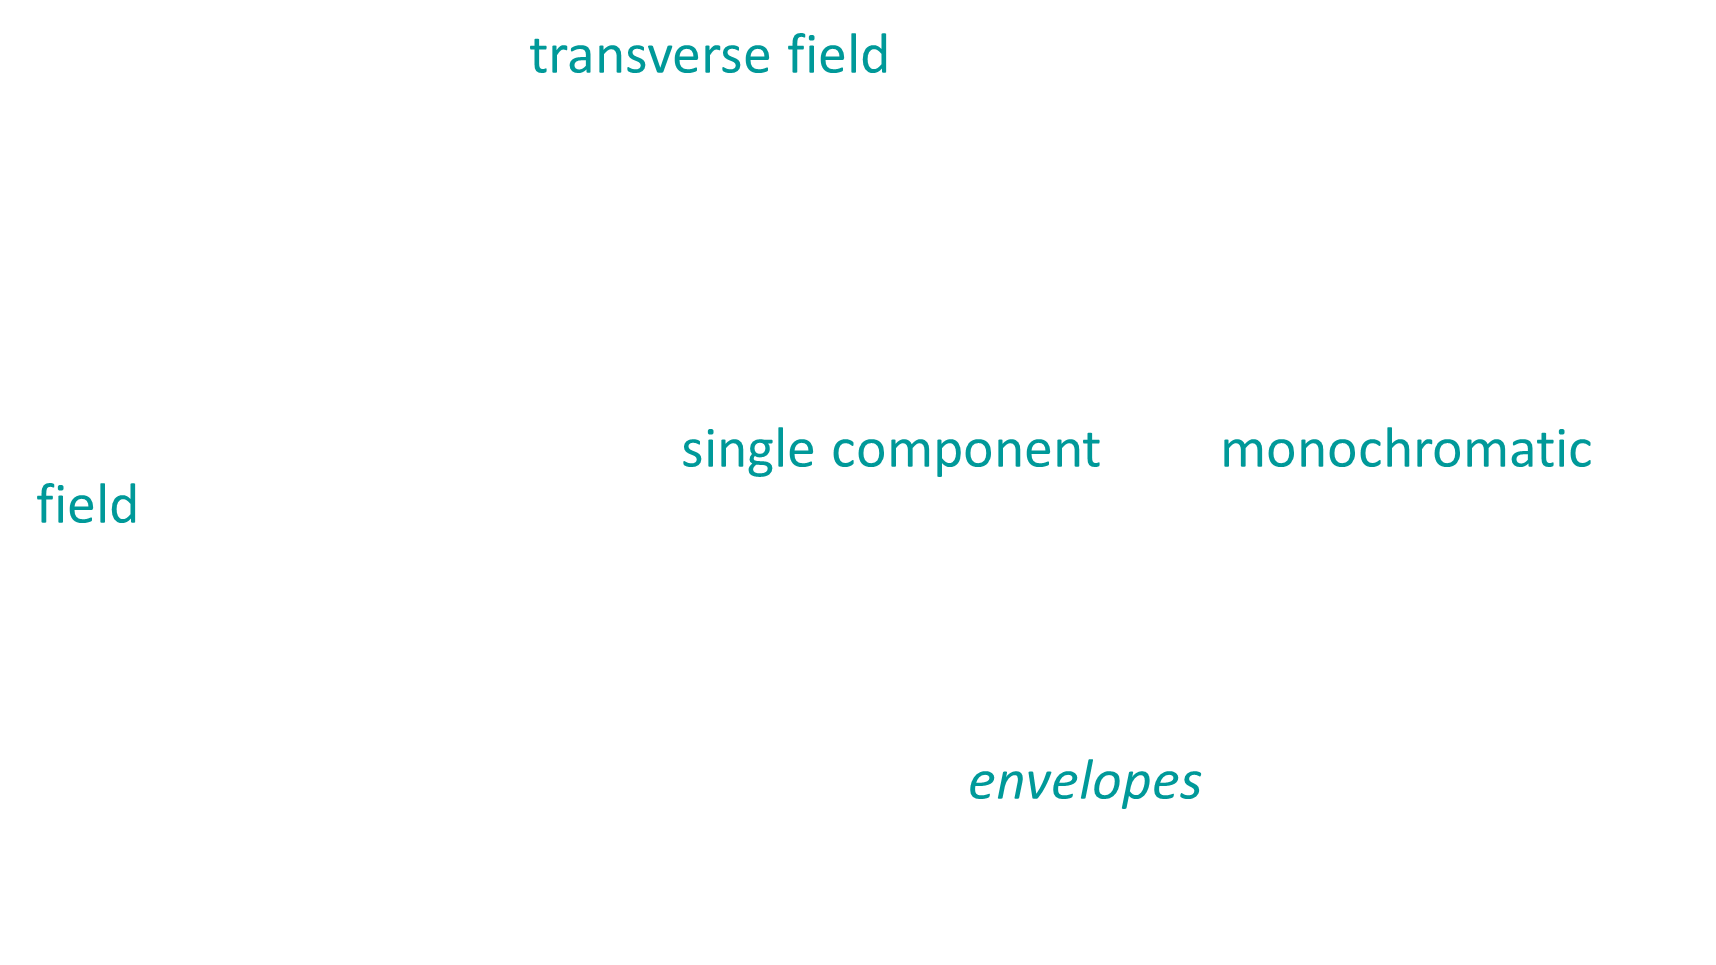 transverse field
single component monochromatic
field
envelopes